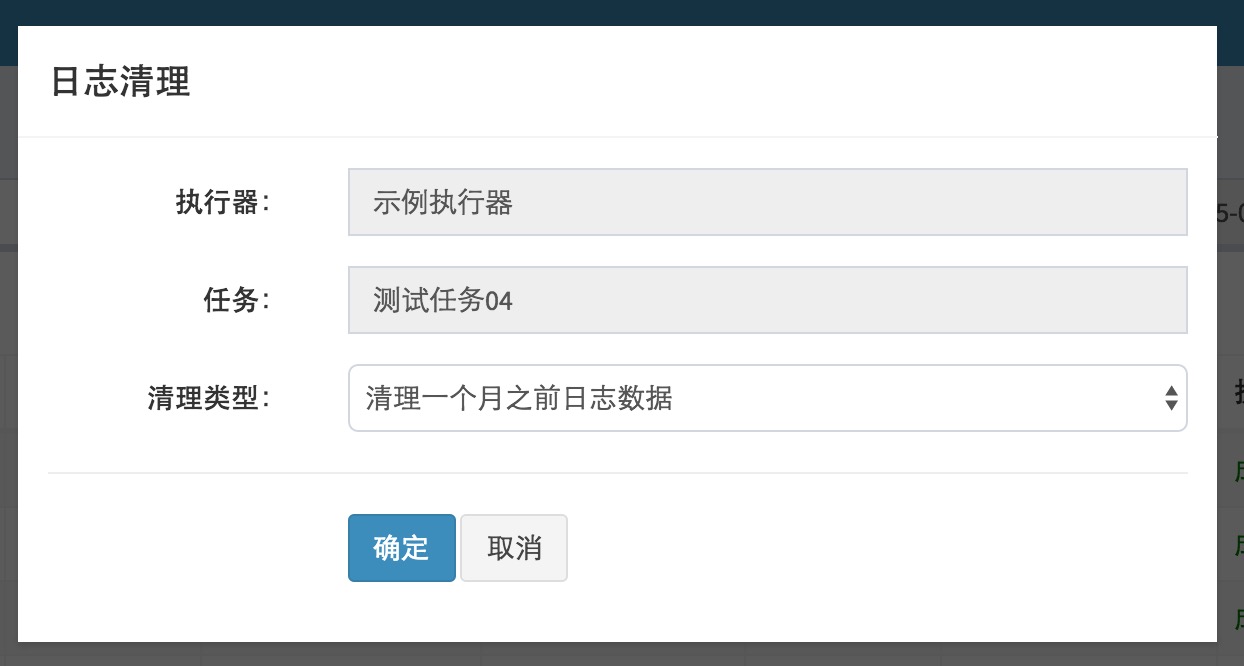 日志清理
执行器：
示例执行器
任务：
测试任务04
清理类型：
清理一个月之前日志数据
确定
取消